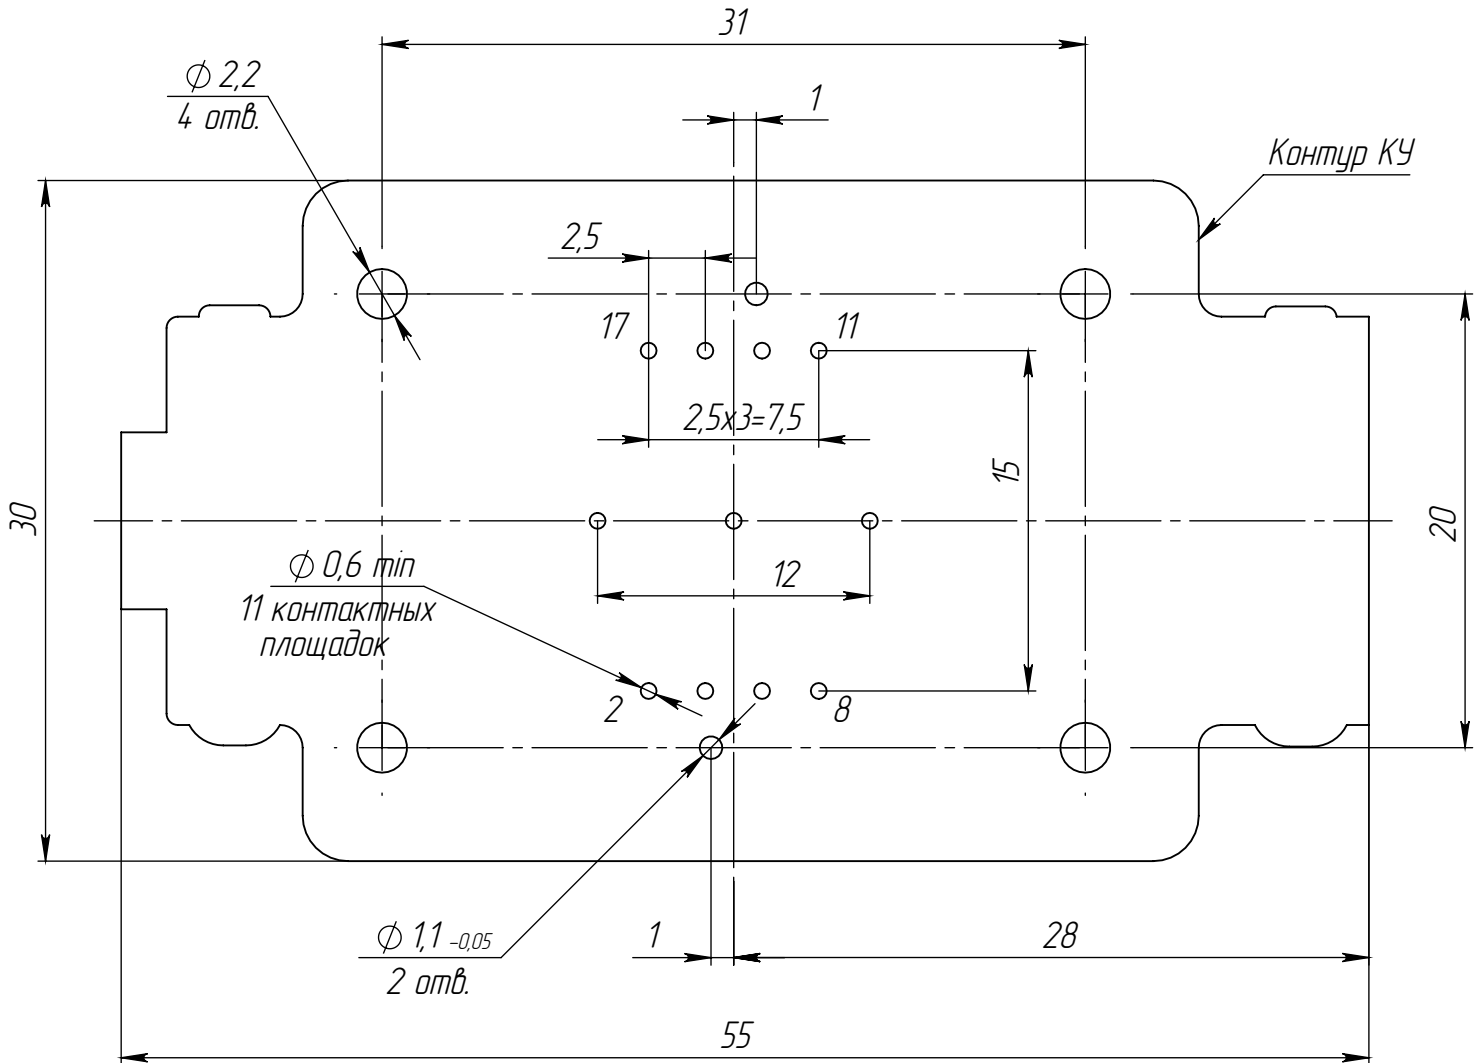 31
⌀ 2,2
4 отв.
1
Контур КУ
2,5
17
11
2,5х3=7,5
15
30
20
⌀ 0,6 min
11 контактных
площадок
12
2
8
⌀ 1,1 -0,05
2 отв.
1
28
55